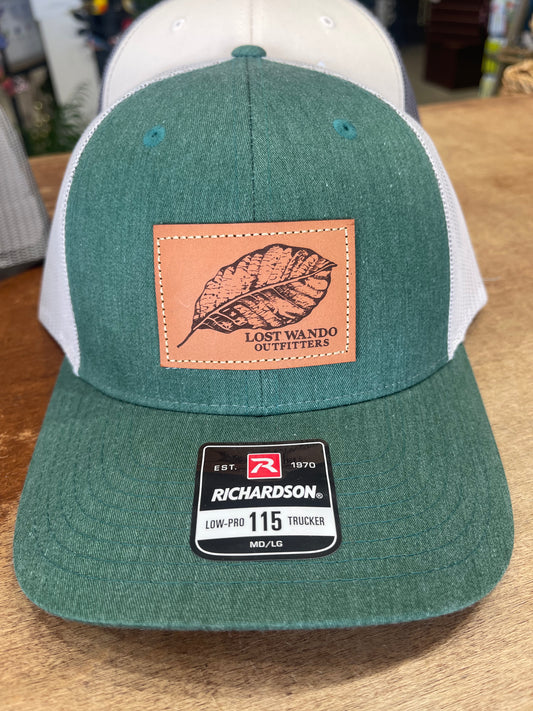 LOST WANDO
OUTFITTERS
EST. R 1970
RICHARDSON®
LOW-PRO 115 TRUCKER
MD/LG